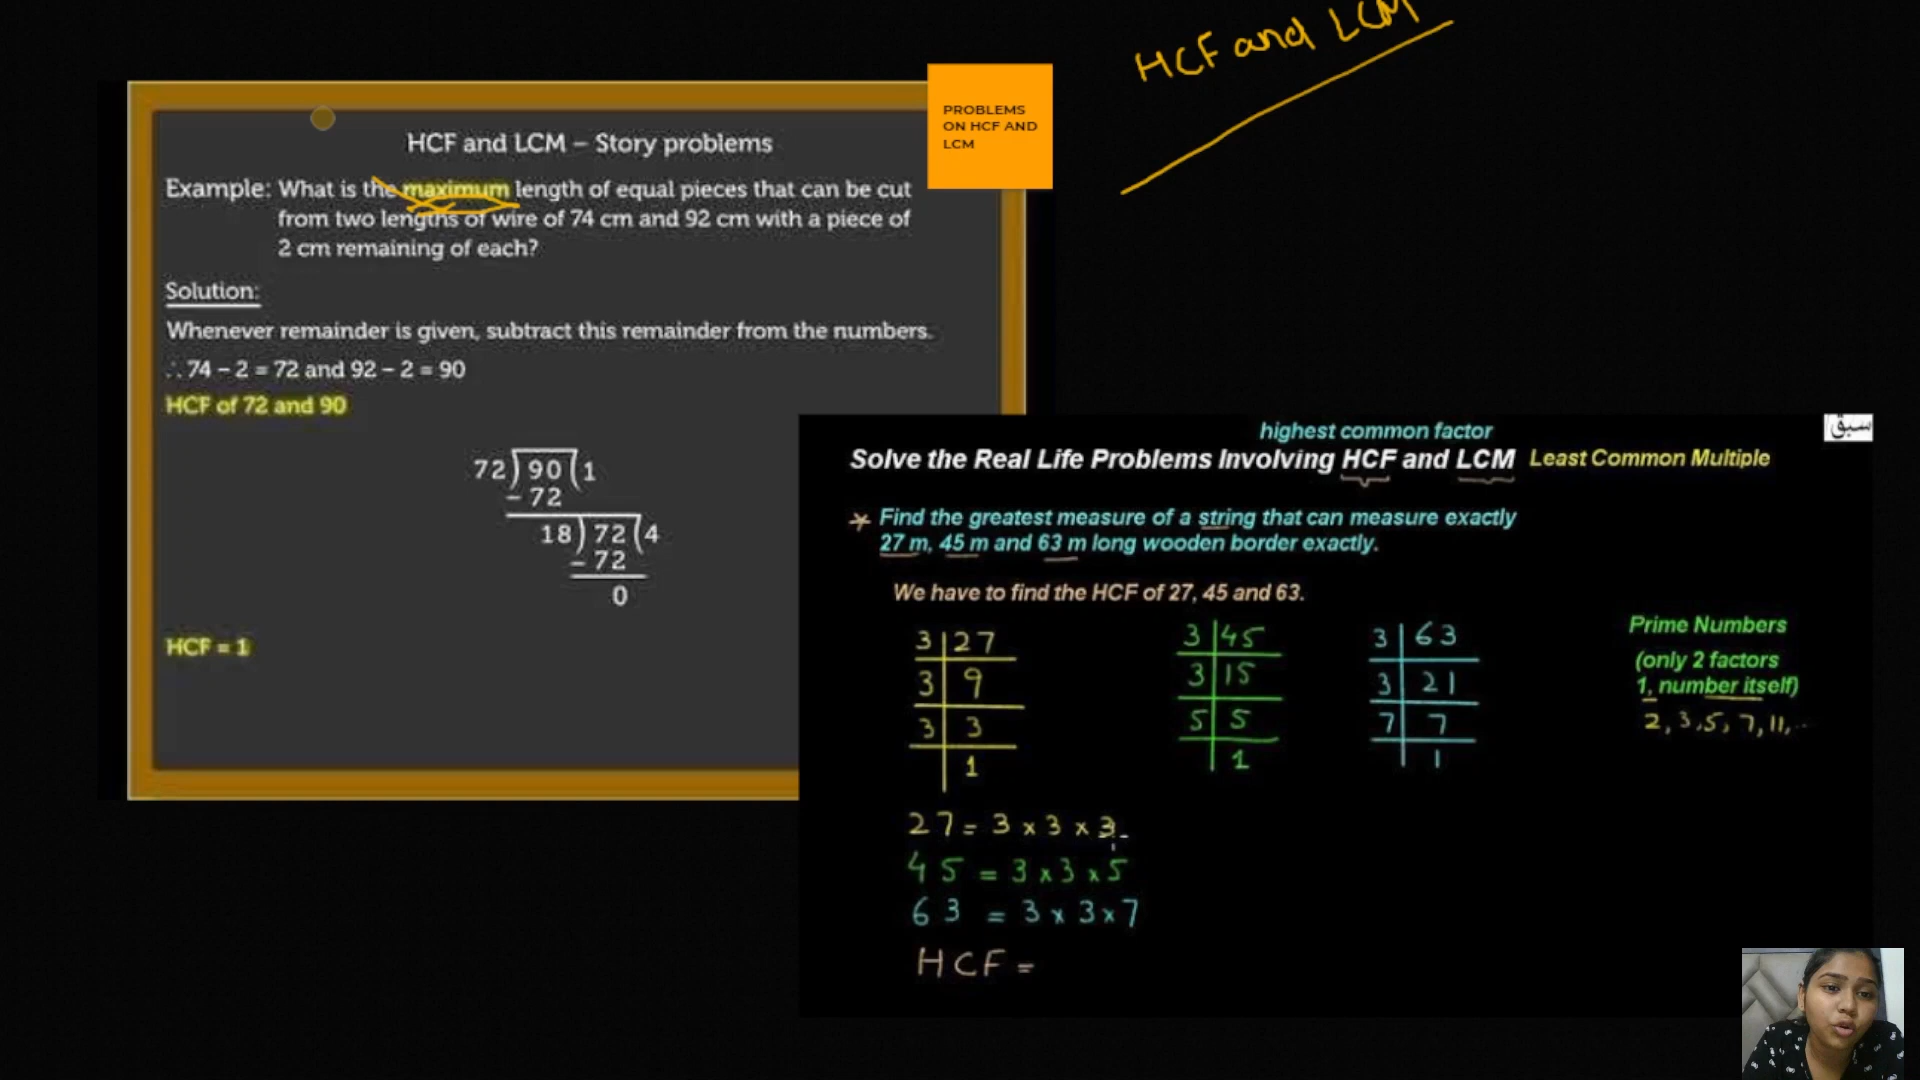 HCF and LCM
PROBLEMS
ON HCF AND
LCM
HCF and LCM – Story problems
Example: What is the maximum length of equal pieces that can be cut
from two lengths of wire of 74 cm and 92 cm with a piece of
2 cm remaining of each?
Solution:
Whenever remainder is given, subtract this remainder from the numbers.
∴ 74 – 2 = 72 and 92 – 2 = 90
HCF of 72 and 90
72)90(1
– 72
18)72(4
– 72
0
HCF = 1
سبق
highest common factor
Solve the Real Life Problems Involving HCF and LCM Least Common Multiple
* Find the greatest measure of a string that can measure exactly
27 m, 45 m and 63 m long wooden border exactly.
We have to find the HCF of 27, 45 and 63.
3 | 27
3 | 9
3 | 3
1
3 | 45
3 | 15
5 | 5
1
3 | 63
3 | 21
7 | 7
1
Prime Numbers
(only 2 factors
1, number itself)
2, 3, 5, 7, 11, ..
27 = 3 × 3 × 3
45 = 3 × 3 × 5
63 = 3 × 3 × 7
HCF =